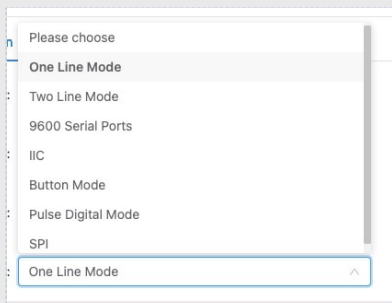 Please choose
n
One Line Mode
:
Two Line Mode
9600 Serial Ports
:
IIC
Button Mode
:
Pulse Digital Mode
SPI
:
One Line Mode